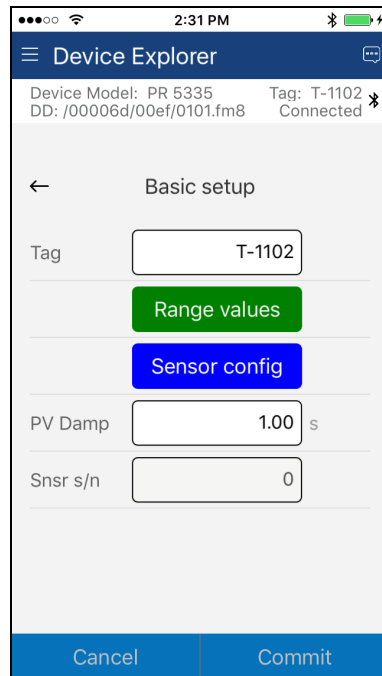 2:31 PM
Device Explorer
Device Model: PR 5335 Tag: T-1102
DD: /00006d/00ef/0101.fm8 Connected
Basic setup
Tag T-1102
Range values
Sensor config
PV Damp 1.00 s
Snsr s/n 0
Cancel Commit